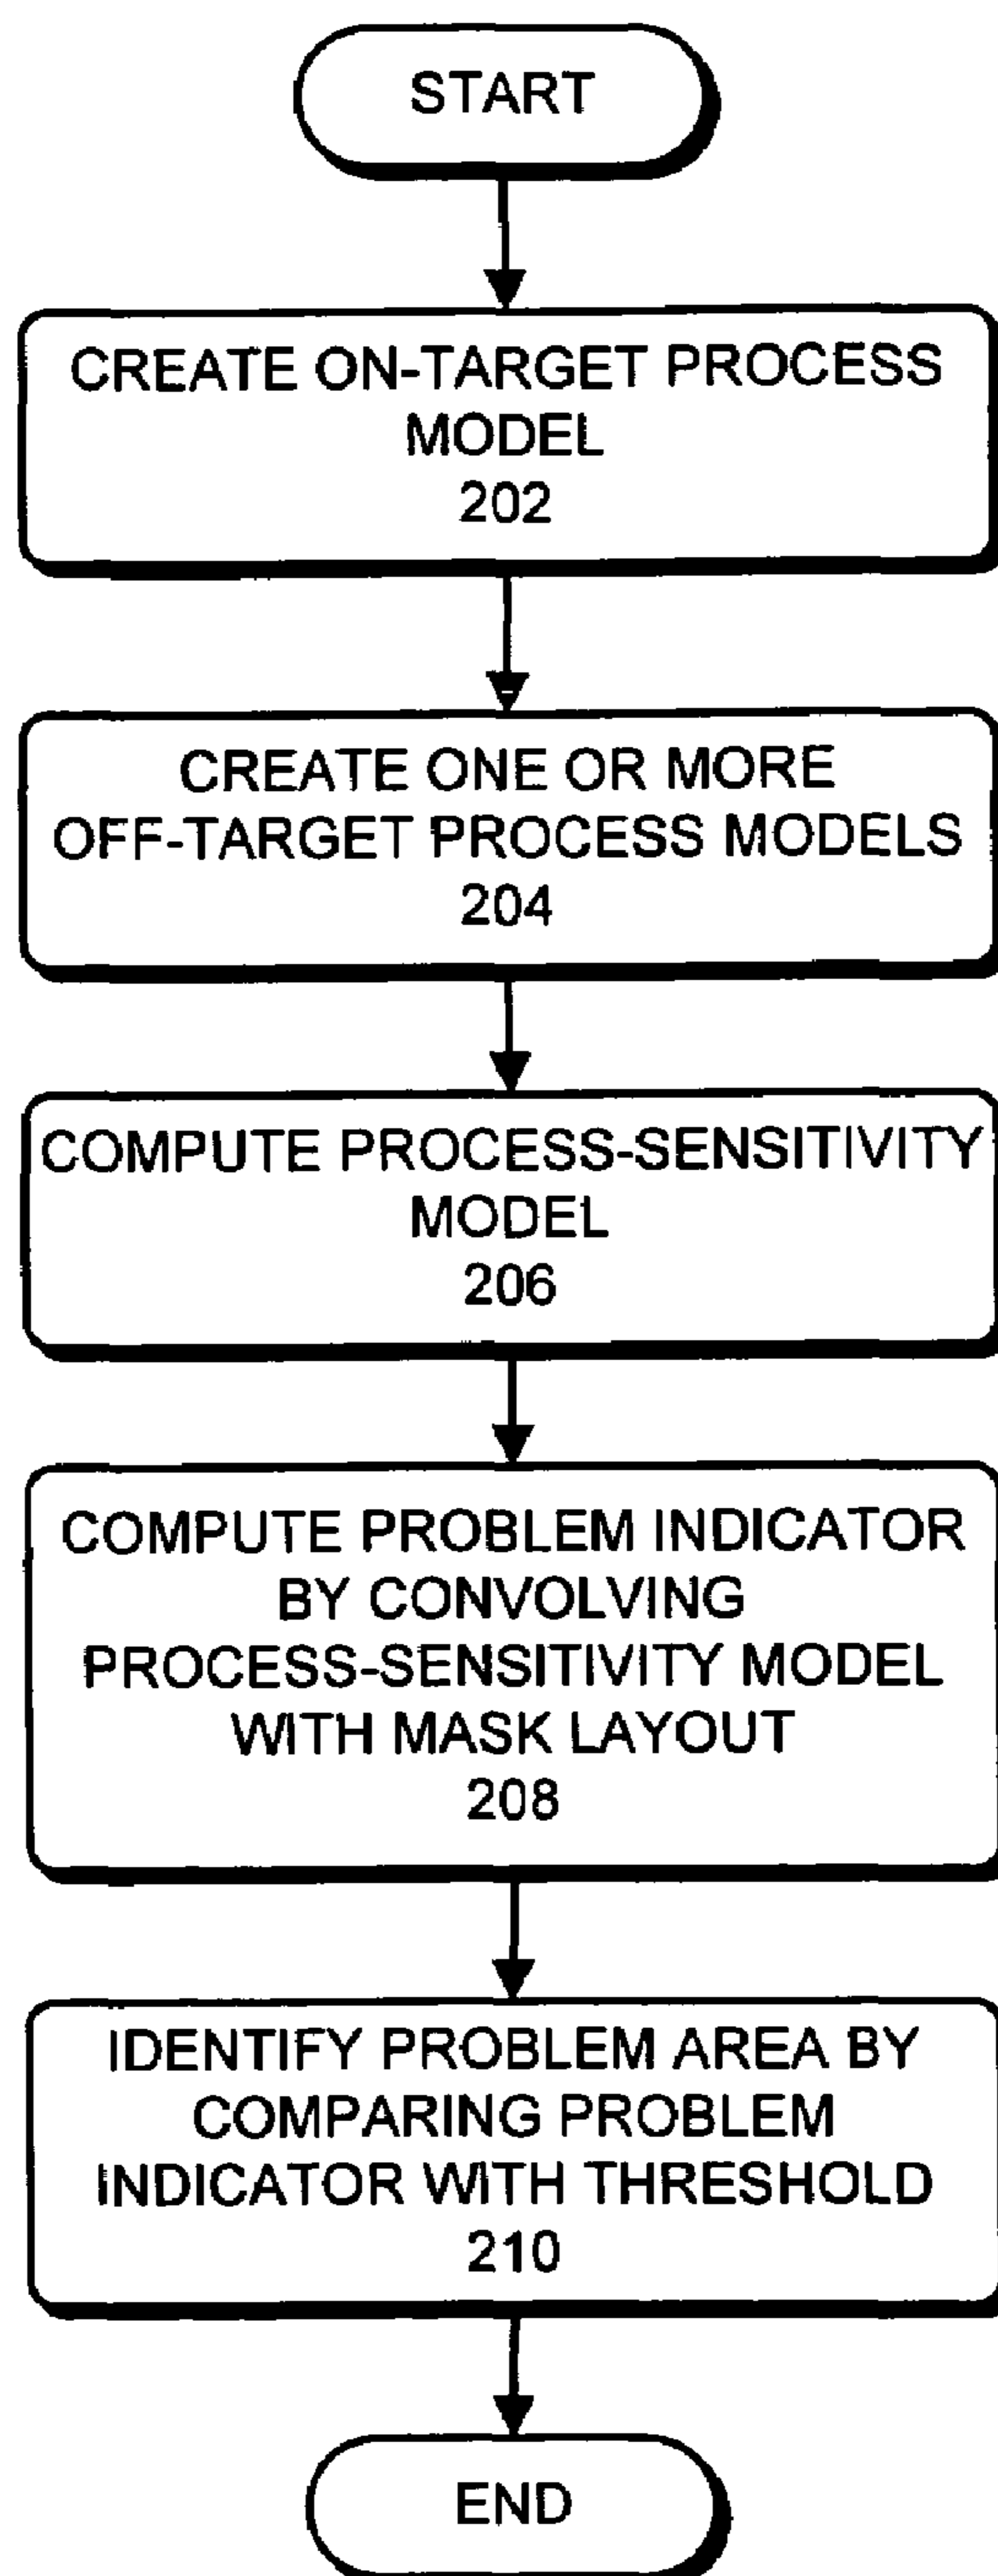 START
CREATE ON-TARGET PROCESS
MODEL
202
CREATE ONE OR MORE
OFF-TARGET PROCESS MODELS
204
COMPUTE PROCESS-SENSITIVITY
MODEL
206
COMPUTE PROBLEM INDICATOR
BY CONVOLVING
PROCESS-SENSITIVITY MODEL
WITH MASK LAYOUT
208
IDENTIFY PROBLEM AREA BY
COMPARING PROBLEM
INDICATOR WITH THRESHOLD
210
END